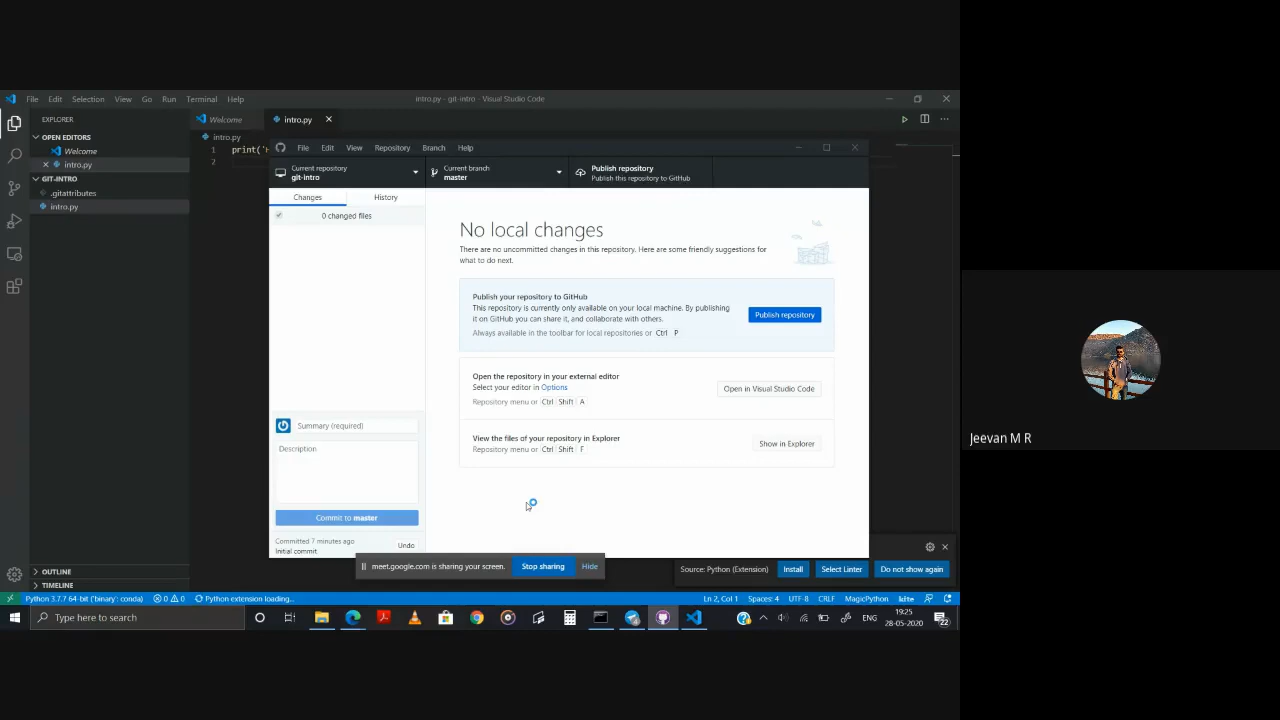 File Edit Selection View Go Run Terminal Help
intro.py - git-intro - Visual Studio Code
EXPLORER
Welcome
intro.py
OPEN EDITORS
Welcome
intro.py
GIT-INTRO
.gitattributes
intro.py
intro.py
1 print('H
2
File Edit View Repository Branch Help
Current repository
git-intro
Current branch
master
Publish repository
Publish this repository to GitHub
Changes
History
0 changed files
No local changes
There are no uncommitted changes in this repository. Here are some friendly suggestions for
what to do next.
Publish your repository to GitHub
This repository is currently only available on your local machine. By publishing
it on GitHub you can share it, and collaborate with others.
Always available in the toolbar for local repositories or Ctrl P
Publish repository
Open the repository in your external editor
Select your editor in Options
Repository menu or Ctrl Shift A
Open in Visual Studio Code
View the files of your repository in Explorer
Repository menu or Ctrl Shift F
Show in Explorer
Summary (required)
Description
Commit to master
Committed 7 minutes ago
Initial commit
Undo
meet.google.com is sharing your screen.
Stop sharing
Hide
Source: Python (Extension)
Install
Select Linter
Do not show again
OUTLINE
TIMELINE
Python 3.7.7 64-bit ('binary': conda) 0 0 Python extension loading...
Ln 2, Col 1 Spaces: 4 UTF-8 CRLF MagicPython kite
Type here to search
ENG
19:25
28-05-2020
22
Jeevan M R